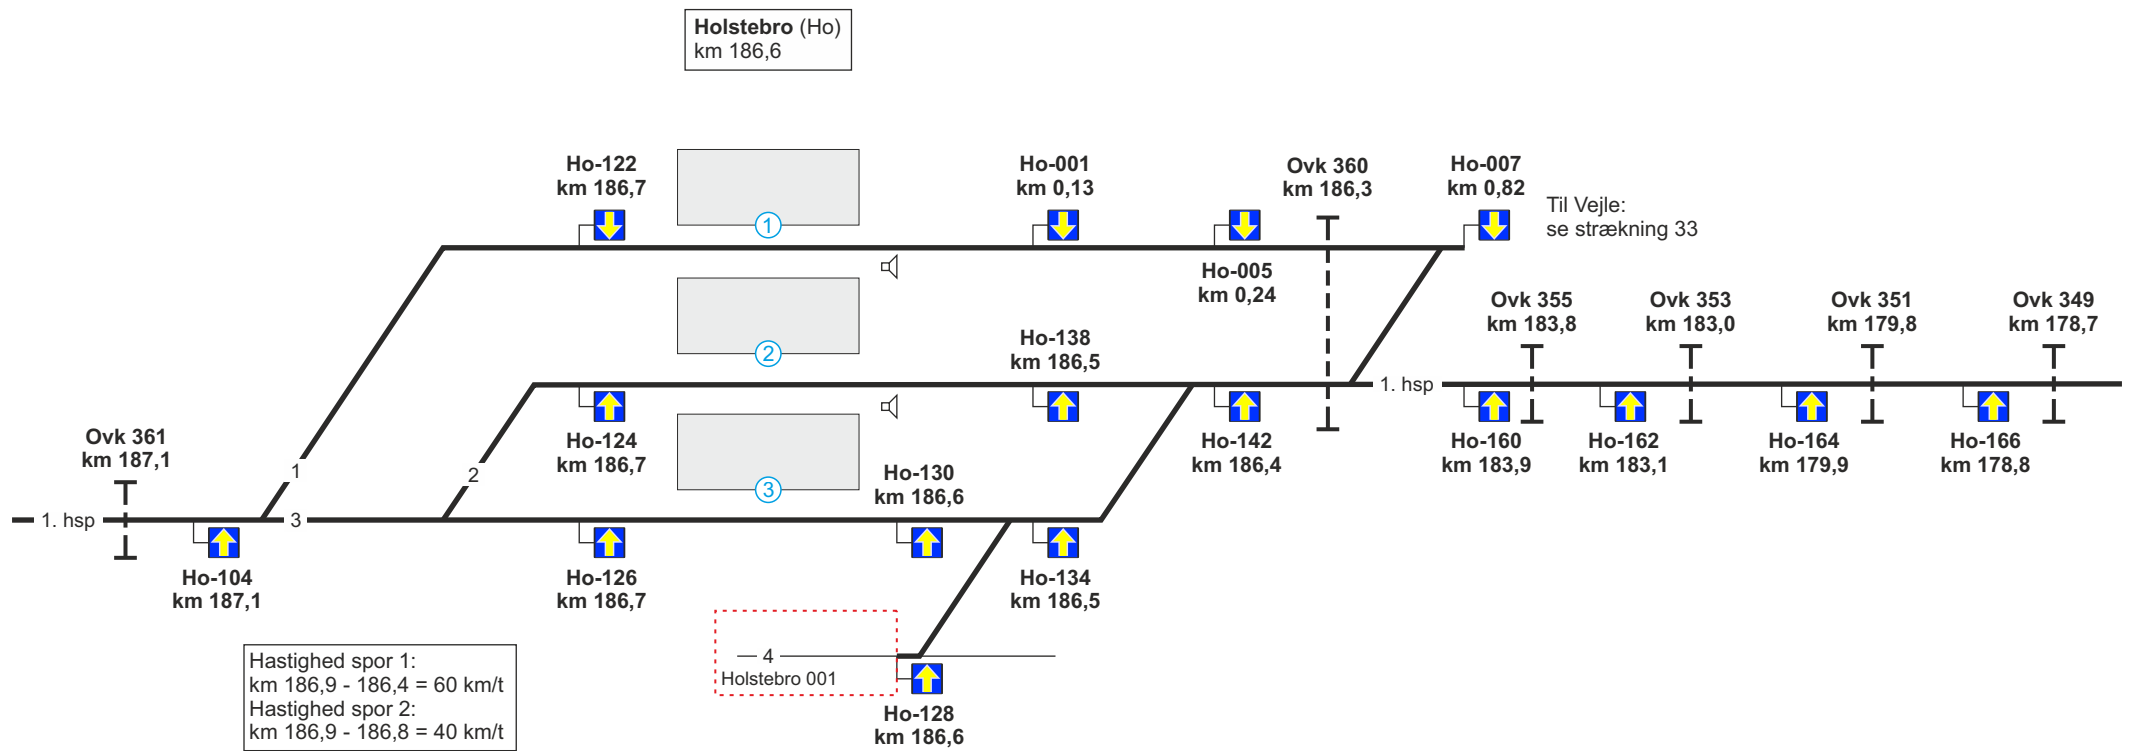 Holstebro (Ho)
km 186,6
Ho-122
km 186,7
1
Ho-001
km 0,13
Ovk 360
km 186,3
Ho-007
km 0,82
Til Vejle:
se strækning 33
Ho-005
km 0,24
2
Ho-138
km 186,5
Ovk 355
km 183,8
Ovk 353
km 183,0
Ovk 351
km 179,8
Ovk 349
km 178,7
1. hsp
Ho-124
km 186,7
Ho-142
km 186,4
Ho-160
km 183,9
Ho-162
km 183,1
Ho-164
km 179,9
Ho-166
km 178,8
Ovk 361
km 187,1
1
2
3
Ho-130
km 186,6
1. hsp
3
Ho-104
km 187,1
Ho-126
km 186,7
Ho-134
km 186,5
4
Holstebro 001
Ho-128
km 186,6
Hastighed spor 1:
km 186,9 - 186,4 = 60 km/t
Hastighed spor 2:
km 186,9 - 186,8 = 40 km/t